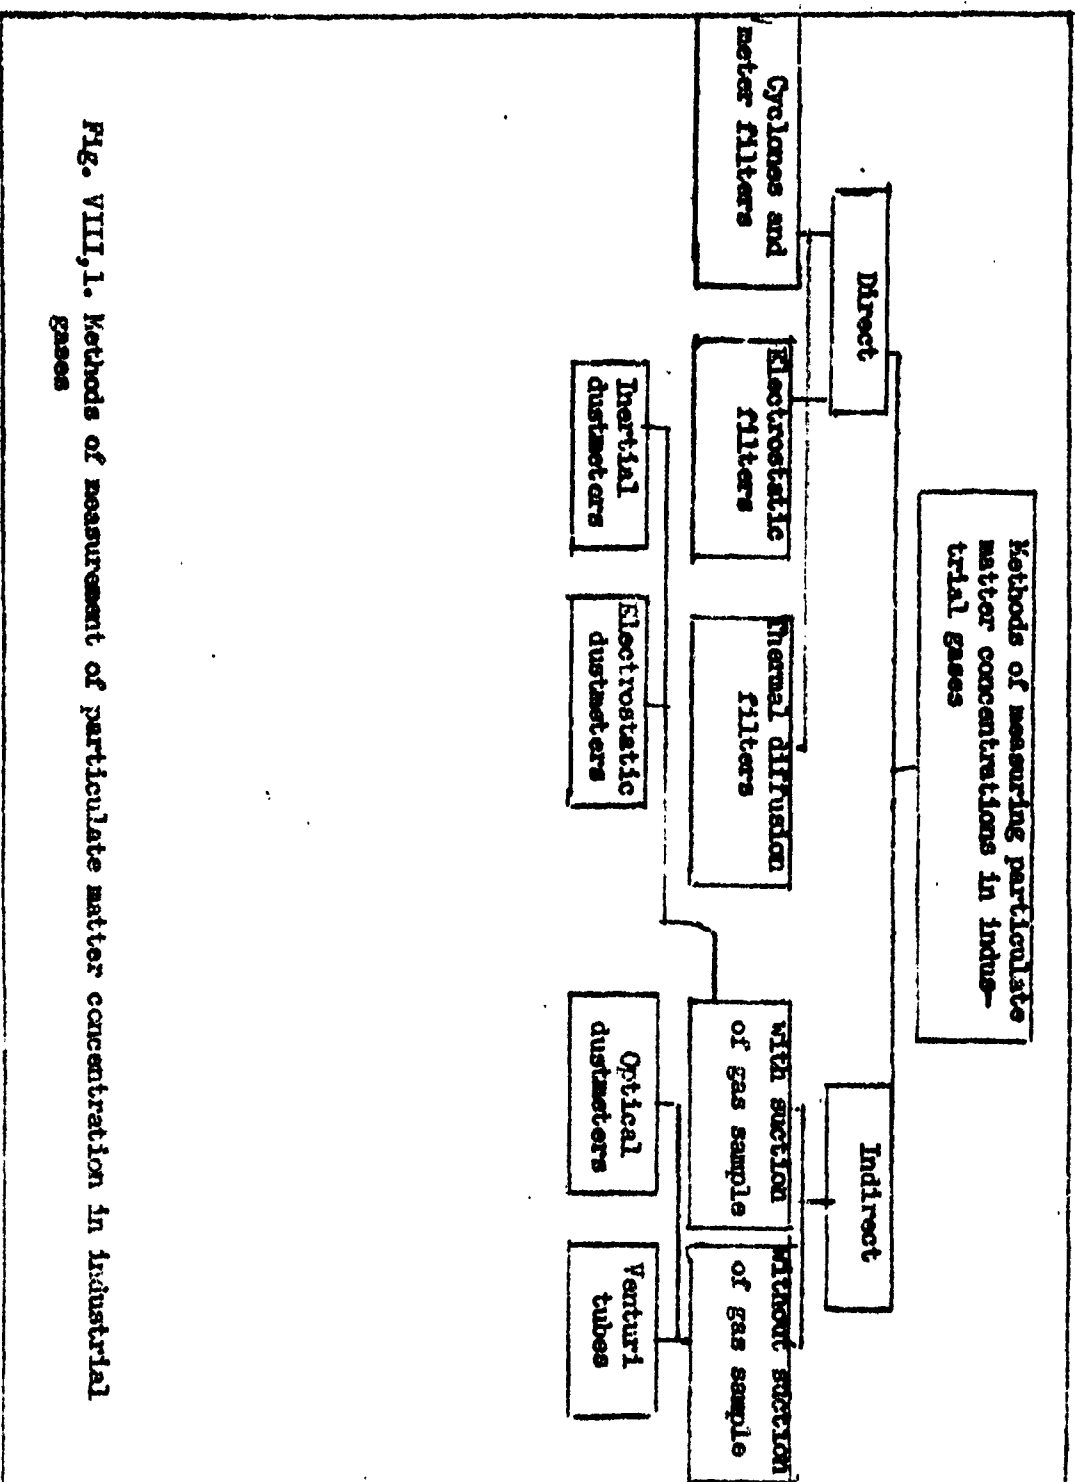 Methods of measuring particulate
matter concentrations in indus-
trial gases
Direct
Indirect
Cyclones and
meter filters
Electrostatic
filters
Thermal diffusion
filters
with suction
of gas sample
Without suction
of gas sample
Inertial
dustmeters
Electrostatic
dustmeters
Optical
dustmeters
Venturi
tubes
Fig. VIII,1. Methods of measurement of particulate matter concentration in industrial
gases